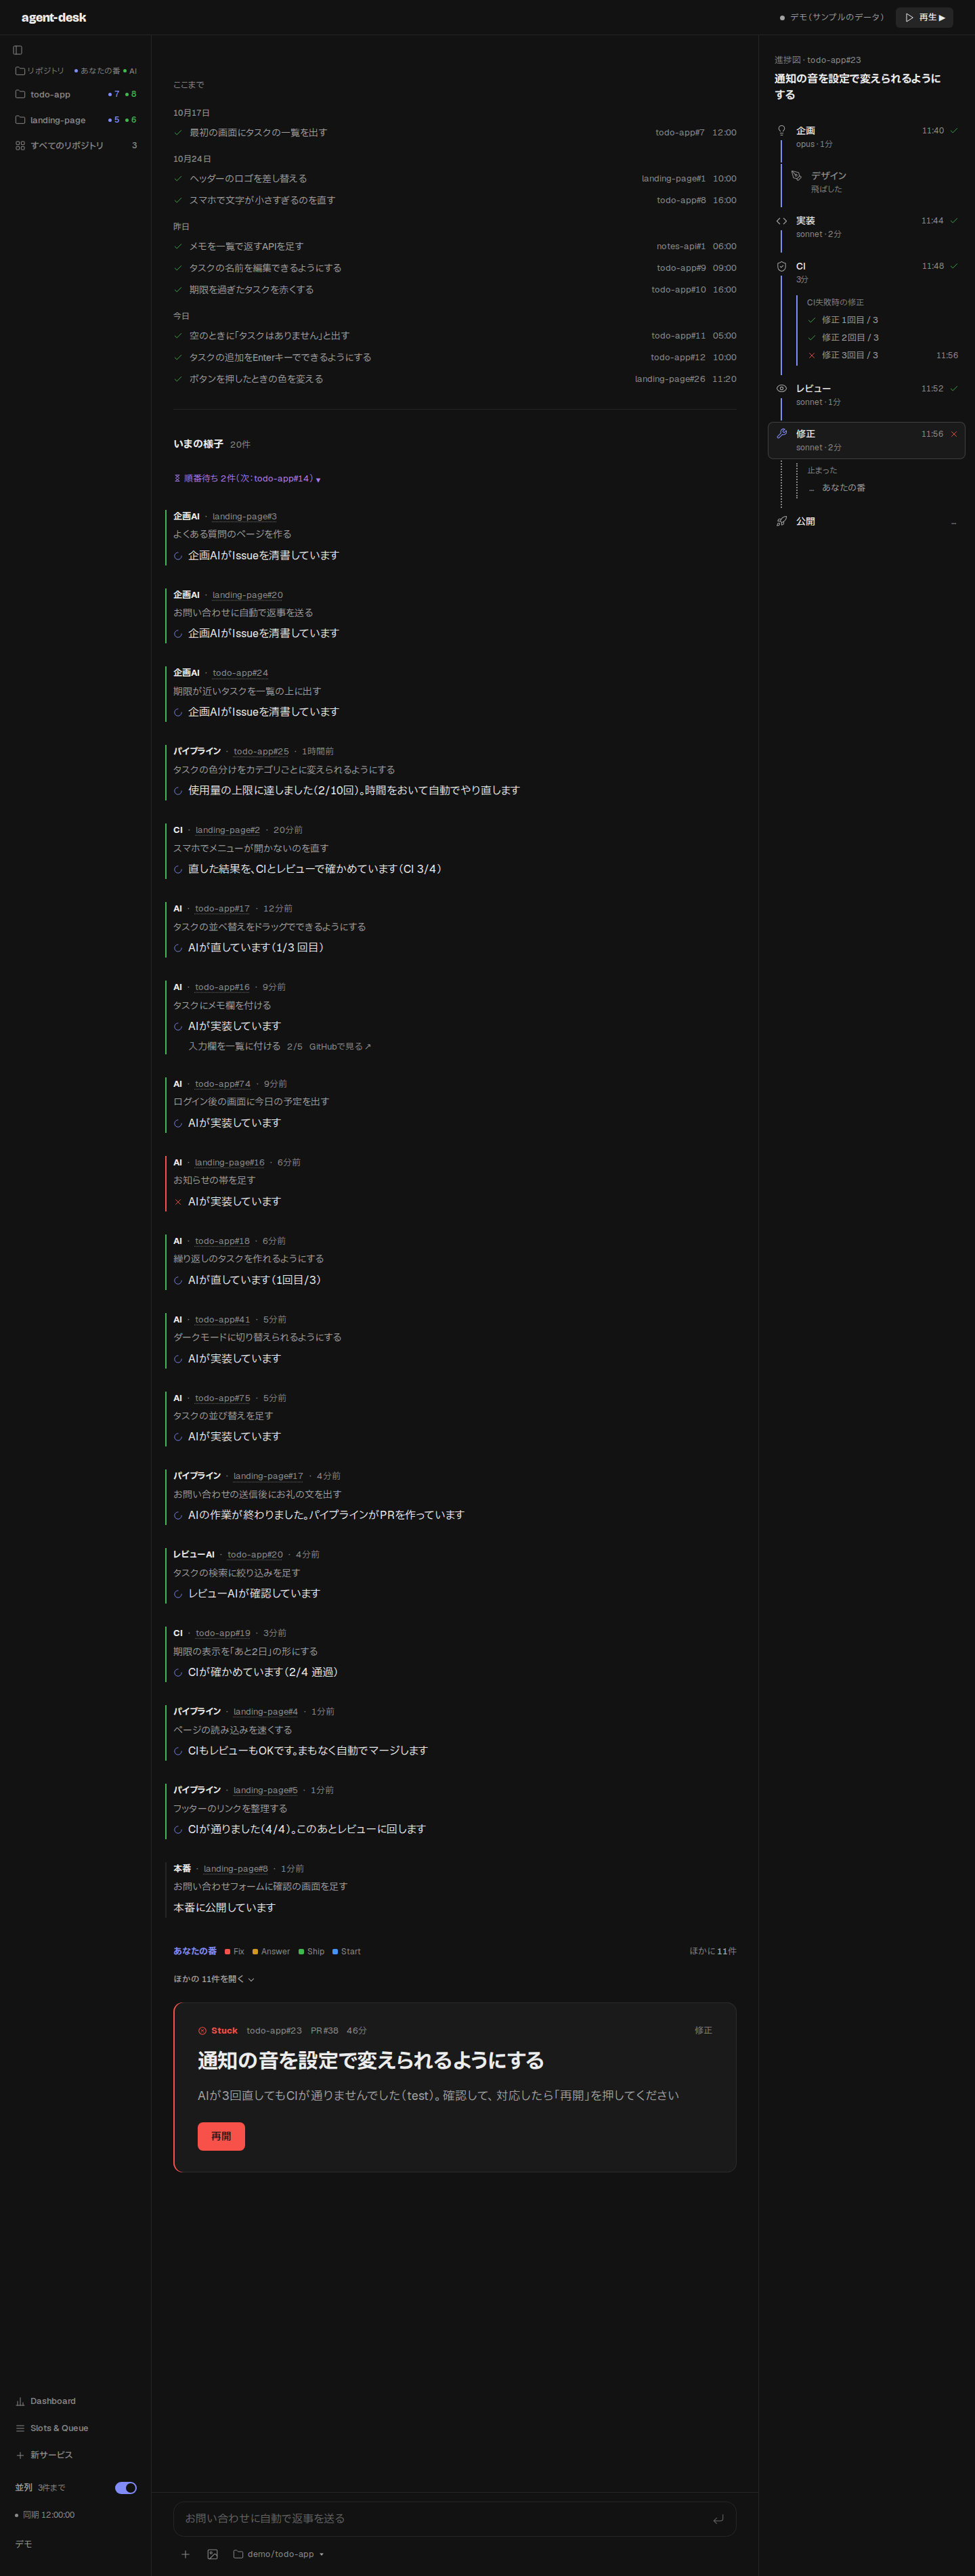 agent-desk
デモ(サンプルのデータ)
再生 ▶
リポジトリ あなたの番 AI
todo-app 7 8
landing-page 5 6
すべてのリポジトリ 3
ここまで
10月17日
最初の画面にタスクの一覧を出す todo-app#7 12:00
10月24日
ヘッダーのロゴを差し替える landing-page#1 10:00
スマホで文字が小さすぎるのを直す todo-app#8 16:00
昨日
メモを一覧で返すAPIを足す notes-api#1 06:00
タスクの名前を編集できるようにする todo-app#9 09:00
期限を過ぎたタスクを赤くする todo-app#10 16:00
今日
空のときに「タスクはありません」と出す todo-app#11 05:00
タスクの追加をEnterキーでできるようにする todo-app#12 10:00
ボタンを押したときの色を変える landing-page#26 11:20
いまの様子 20件
順番待ち 2件(次:todo-app#14) ▼
企画AI · landing-page#3
よくある質問のページを作る
企画AIがIssueを清書しています
企画AI · landing-page#20
お問い合わせに自動で返事を送る
企画AIがIssueを清書しています
企画AI · todo-app#24
期限が近いタスクを一覧の上に出す
企画AIがIssueを清書しています
パイプライン · todo-app#25 · 1時間前
タスクの色分けをカテゴリごとに変えられるようにする
使用量の上限に達しました(2/10回)。時間をおいて自動でやり直します
CI · landing-page#2 · 20分前
スマホでメニューが開かないのを直す
直した結果を、CIとレビューで確かめています(CI 3/4)
AI · todo-app#17 · 12分前
タスクの並べ替えをドラッグでできるようにする
AIが直しています(1/3 回目)
AI · todo-app#16 · 9分前
タスクにメモ欄を付ける
AIが実装しています
入力欄を一覧に付ける 2/5 GitHubで見る ↗
AI · todo-app#74 · 9分前
ログイン後の画面に今日の予定を出す
AIが実装しています
AI · landing-page#16 · 6分前
お知らせの帯を足す
AIが実装しています
AI · todo-app#18 · 6分前
繰り返しのタスクを作れるようにする
AIが直しています(1回目/3)
AI · todo-app#41 · 5分前
ダークモードに切り替えられるようにする
AIが実装しています
AI · todo-app#75 · 5分前
タスクの並び替えを足す
AIが実装しています
パイプライン · landing-page#17 · 4分前
お問い合わせの送信後にお礼の文を出す
AIの作業が終わりました。パイプラインがPRを作っています
レビューAI · todo-app#20 · 4分前
タスクの検索に絞り込みを足す
レビューAIが確認しています
CI · todo-app#19 · 3分前
期限の表示を「あと2日」の形にする
CIが確かめています(2/4 通過)
パイプライン · landing-page#4 · 1分前
ページの読み込みを速くする
CIもレビューもOKです。まもなく自動でマージします
パイプライン · landing-page#5 · 1分前
フッターのリンクを整理する
CIが通りました(4/4)。このあとレビューに回します
本番 · landing-page#8 · 1分前
お問い合わせフォームに確認の画面を足す
本番に公開しています
あなたの番 Fix Answer Ship Start ほかに 11件
ほかの 11件を開く
Stuck todo-app#23 PR#38 46分 修正
通知の音を設定で変えられるようにする
AIが3回直してもCIが通りませんでした(test)。確認して、対応したら「再開」を押してください
再開
お問い合わせに自動で返事を送る
demo/todo-app
Dashboard
Slots & Queue
新サービス
並列 3件まで
同期 12:00:00
デモ
進捗図 · todo-app#23
通知の音を設定で変えられるように
する
企画 11:40
opus · 1分
デザイン
飛ばした
実装 11:44
sonnet · 2分
CI 11:48
3分
CI失敗時の修正
修正 1回目 / 3
修正 2回目 / 3
修正 3回目 / 3 11:56
レビュー 11:52
sonnet · 1分
修正 11:56
sonnet · 2分
止まった
… あなたの番
公開 …